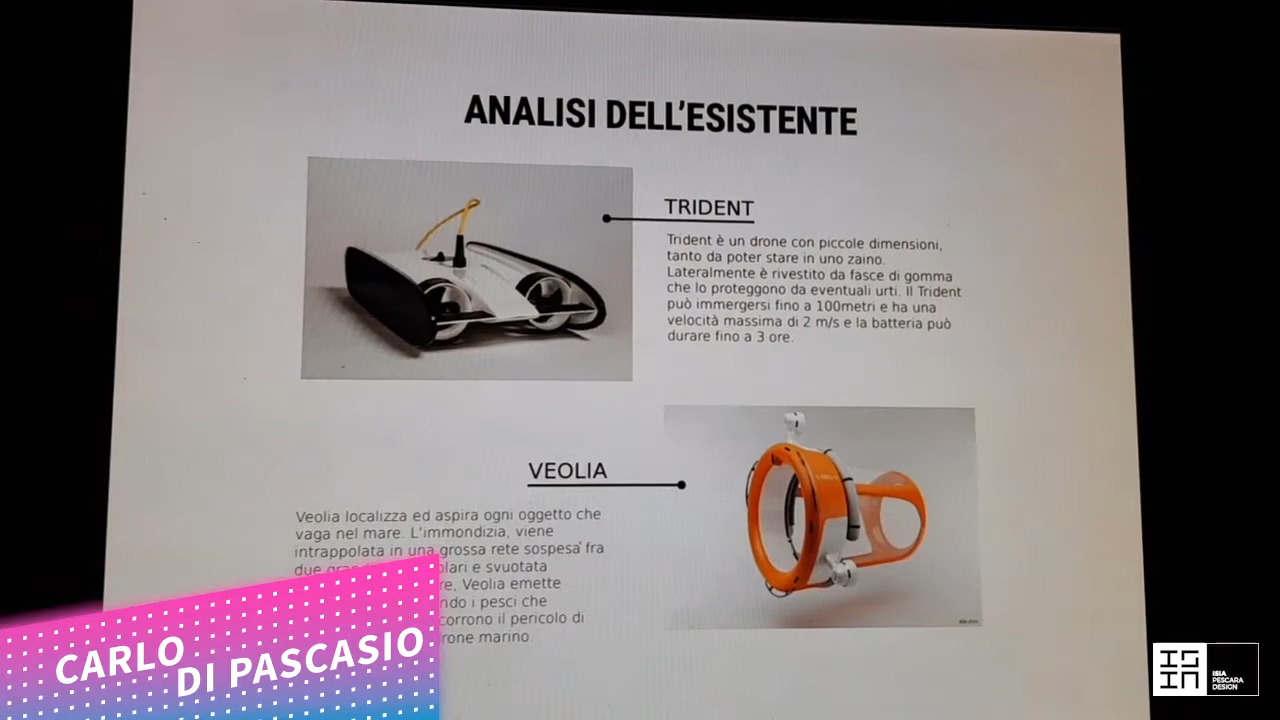 ANALISI DELL'ESISTENTE
TRIDENT
Trident è un drone con piccole dimensioni,
tanto da poter stare in uno zaino.
Lateralmente è rivestito da fasce di gomma
che lo proteggono da eventuali urti. Il Trident
può immergersi fino a 100metri e ha una
velocità massima di 2 m/s e la batteria può
durare fino a 3 ore.
VEOLIA
Veolia localizza ed aspira ogni oggetto che
vaga nel mare. L'immondizia, viene
intrappolata in una grossa rete sospesa fra
due
e svuotata
Veolia emette
i pesci che
corrono il pericolo di
marino.
CARLO
DI PASCASIO
ISIA
PESCARA
DESIGN